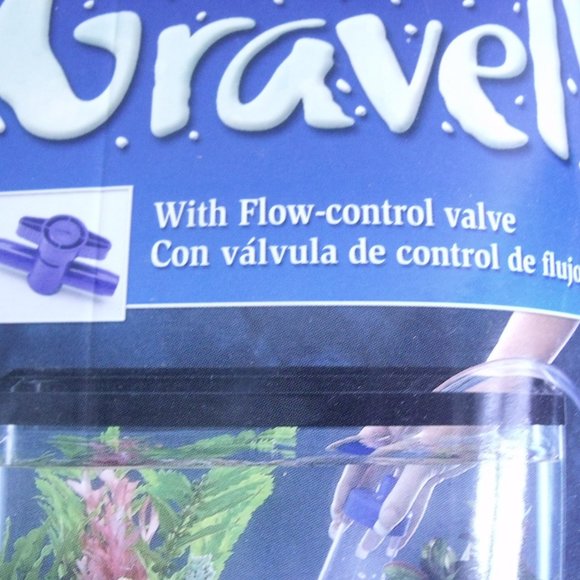 Gravel
With Flow-control valve
Con válvula de control de flujo